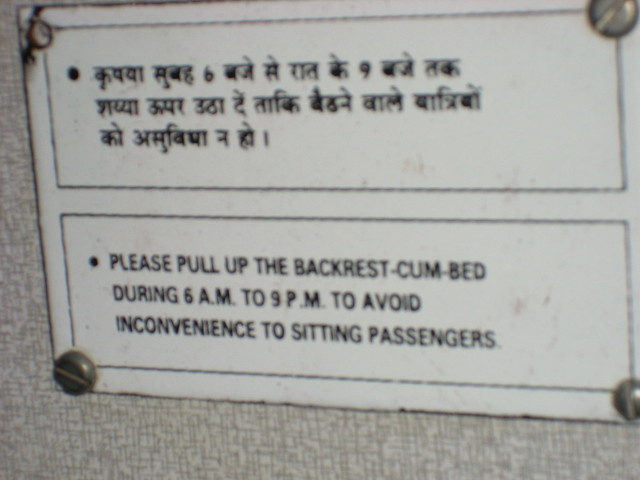 • कृपया सुबह 6 बजे से रात के 9 बजे तक
शय्या ऊपर उठा दें ताकि बैठने वाले यात्रियों
को असुविधा न हो ।
• PLEASE PULL UP THE BACKREST-CUM-BED
DURING 6 A.M. TO 9 P.M. TO AVOID
INCONVENIENCE TO SITTING PASSENGERS.